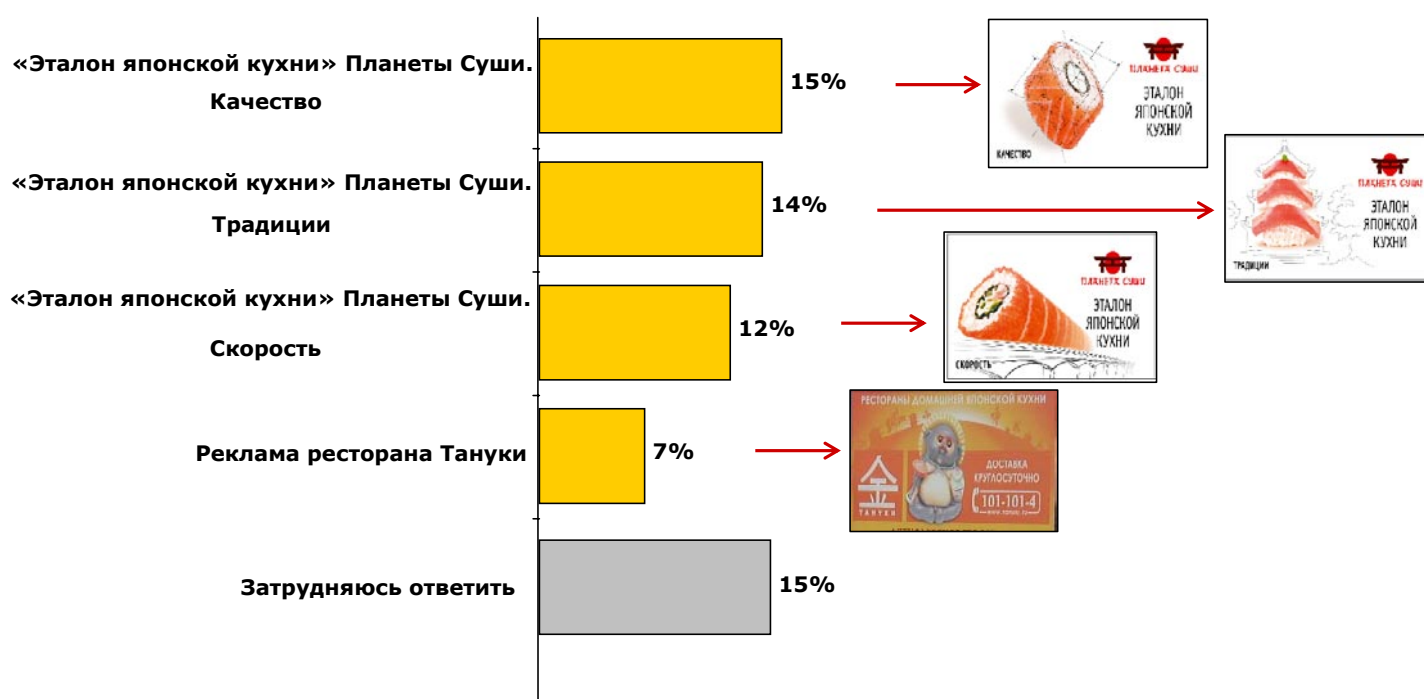 «Эталон японской кухни» Планеты Суши.
Качество
15%
ПЛАНЕТА СУШИ
ЭТАЛОН
ЯПОНСКОЙ
КУХНИ
КАЧЕСТВО
«Эталон японской кухни» Планеты Суши.
Традиции
14%
ПЛАНЕТА СУШИ
ЭТАЛОН
ЯПОНСКОЙ
КУХНИ
ТРАДИЦИИ
«Эталон японской кухни» Планеты Суши.
Скорость
12%
ПЛАНЕТА СУШИ
ЭТАЛОН
ЯПОНСКОЙ
КУХНИ
СКОРОСТЬ
Реклама ресторана Тануки
7%
РЕСТОРАНЫ ДОМАШНЕЙ ЯПОНСКОЙ КУХНИ
ТАНУКИ
ДОСТАВКА
КРУГЛОСУТОЧНО
101-101-4
Затрудняюсь ответить
15%